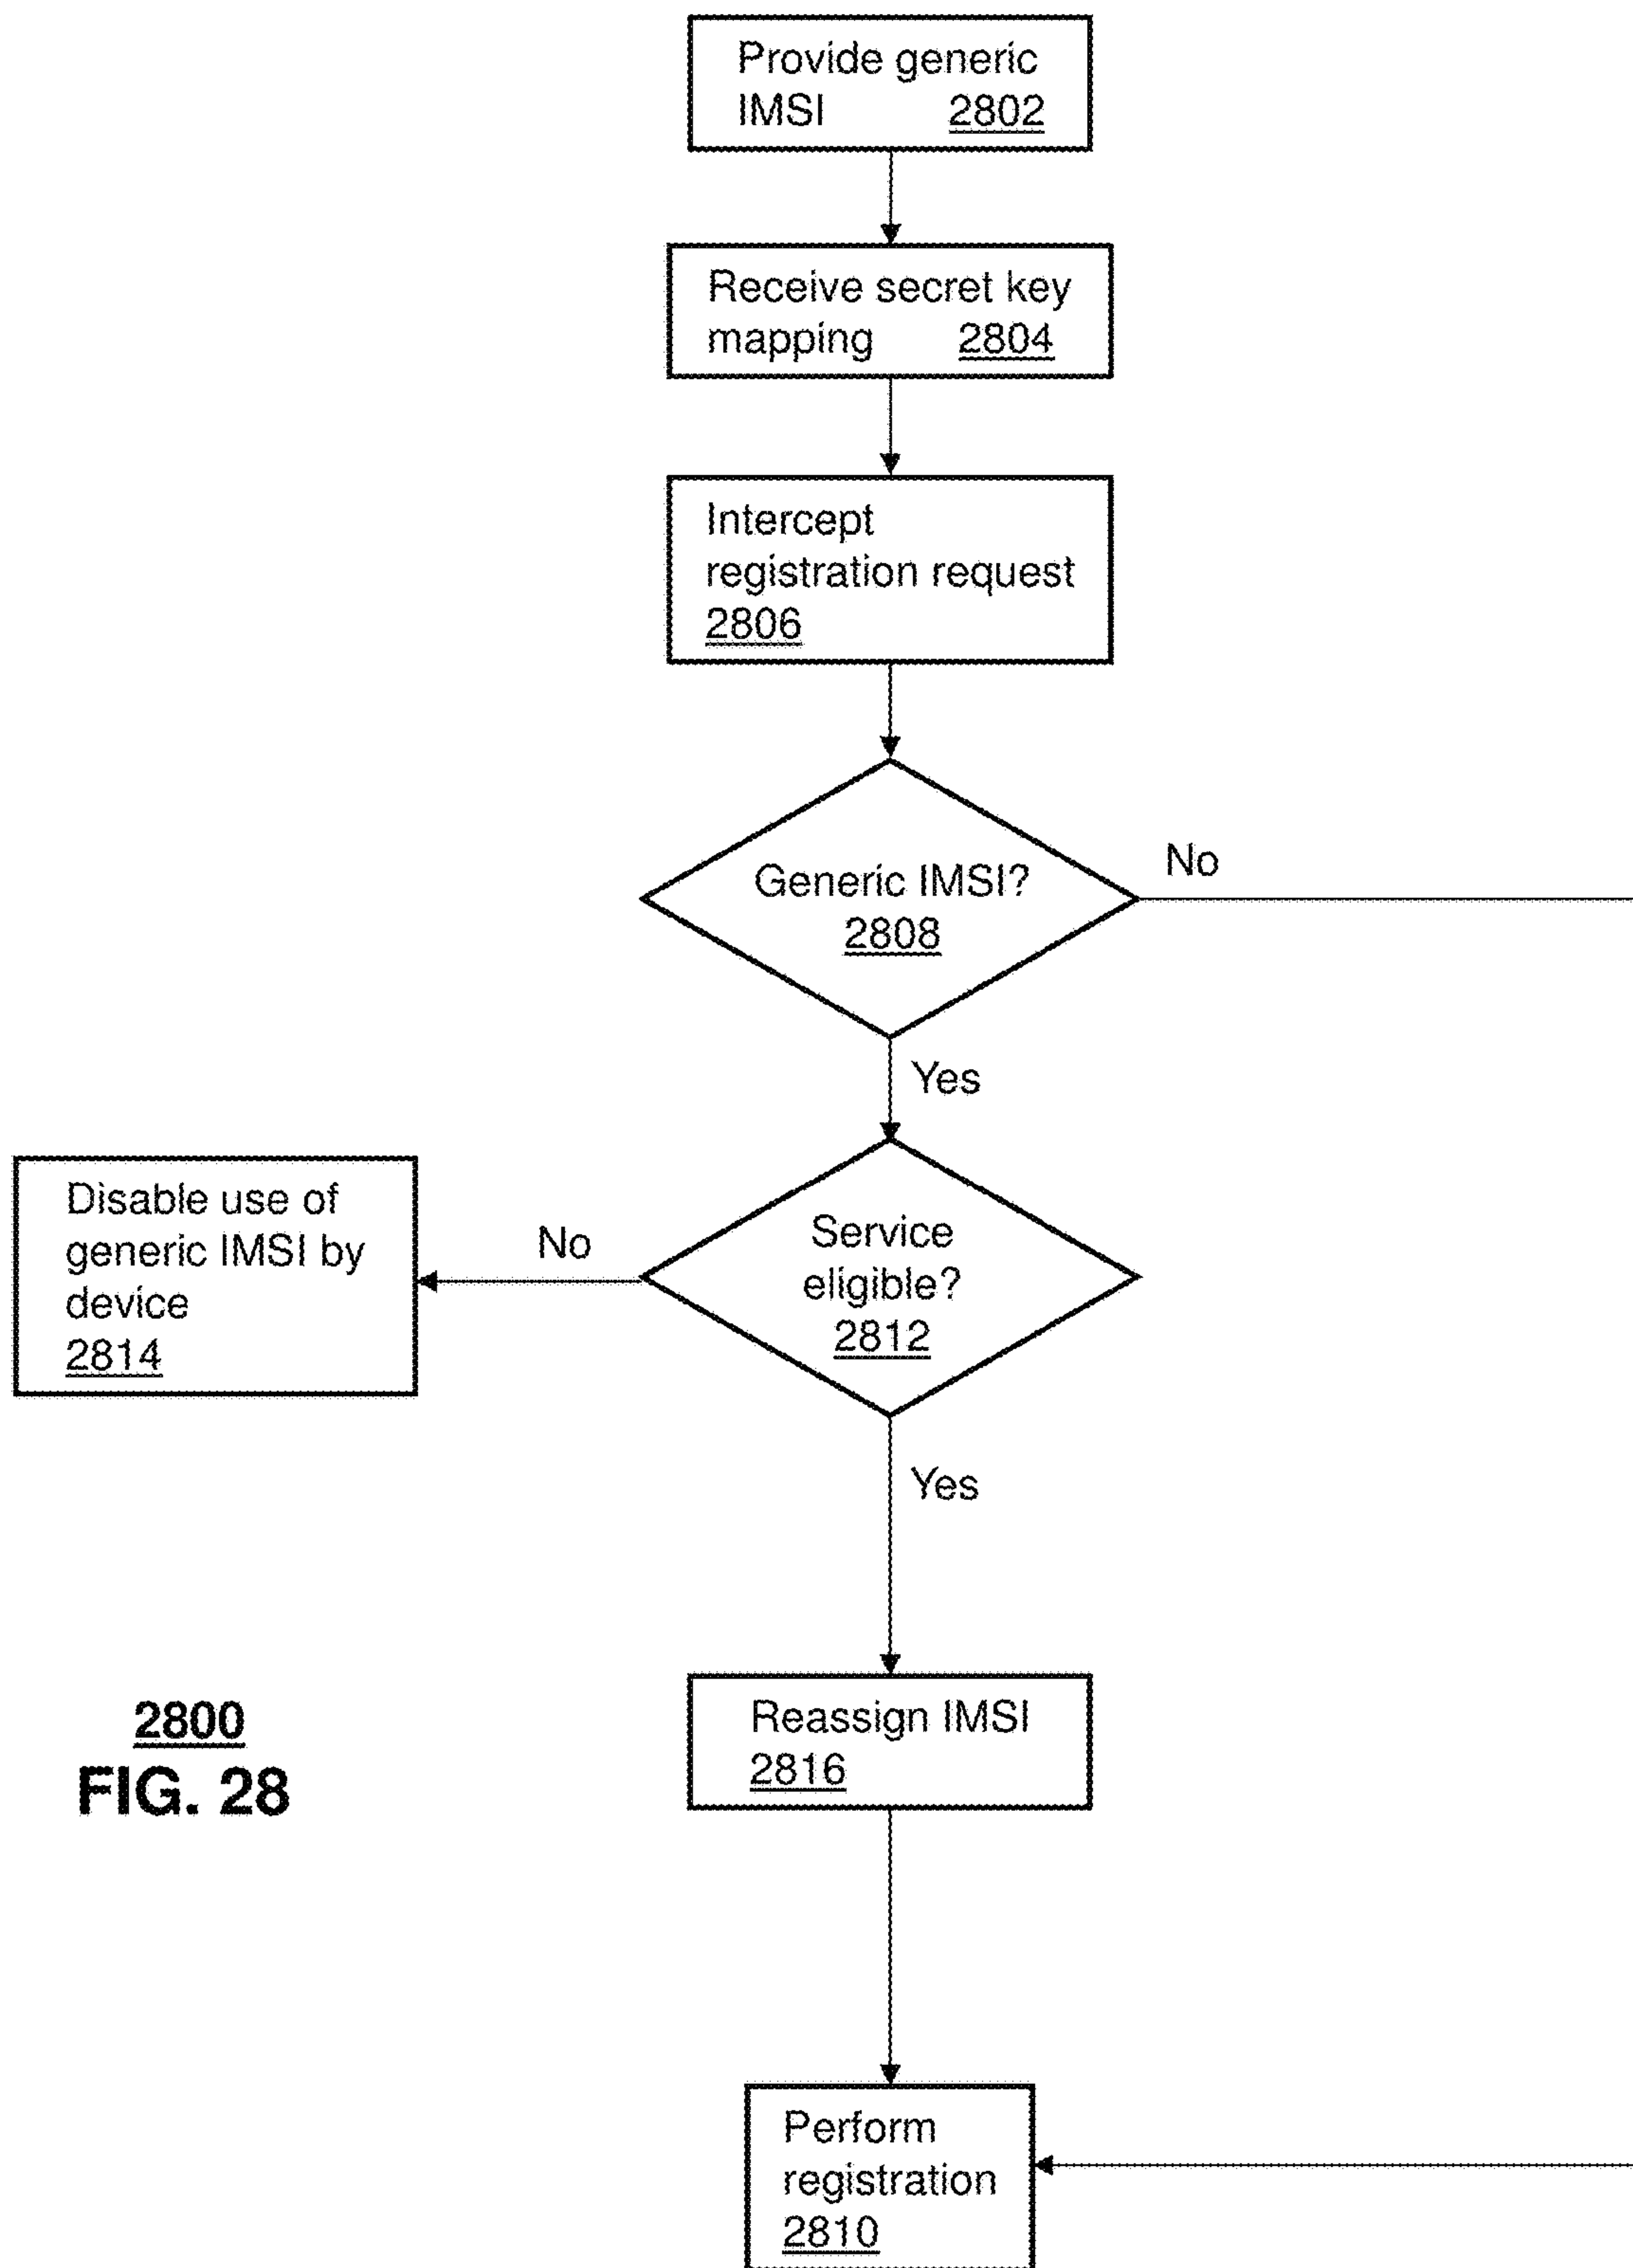 Provide generic
IMSI 2802
Receive secret key
mapping 2804
Intercept
registration request
2806
Generic IMSI?
2808
No
Yes
Service
eligible?
2812
No
Disable use of
generic IMSI by
device
2814
Yes
Reassign IMSI
2816
2800
FIG. 28
Perform
registration
2810